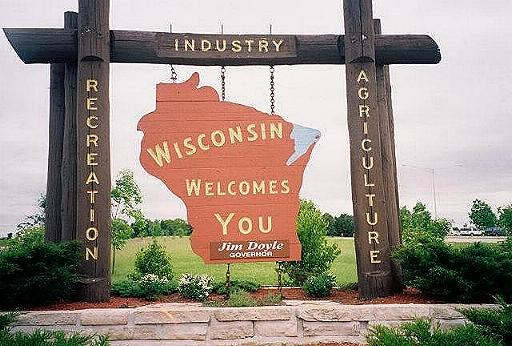 INDUSTRY
RECREATION
WISCONSIN
WELCOMES
YOU
Jim Doyle
GOVERNOR
AGRICULTURE